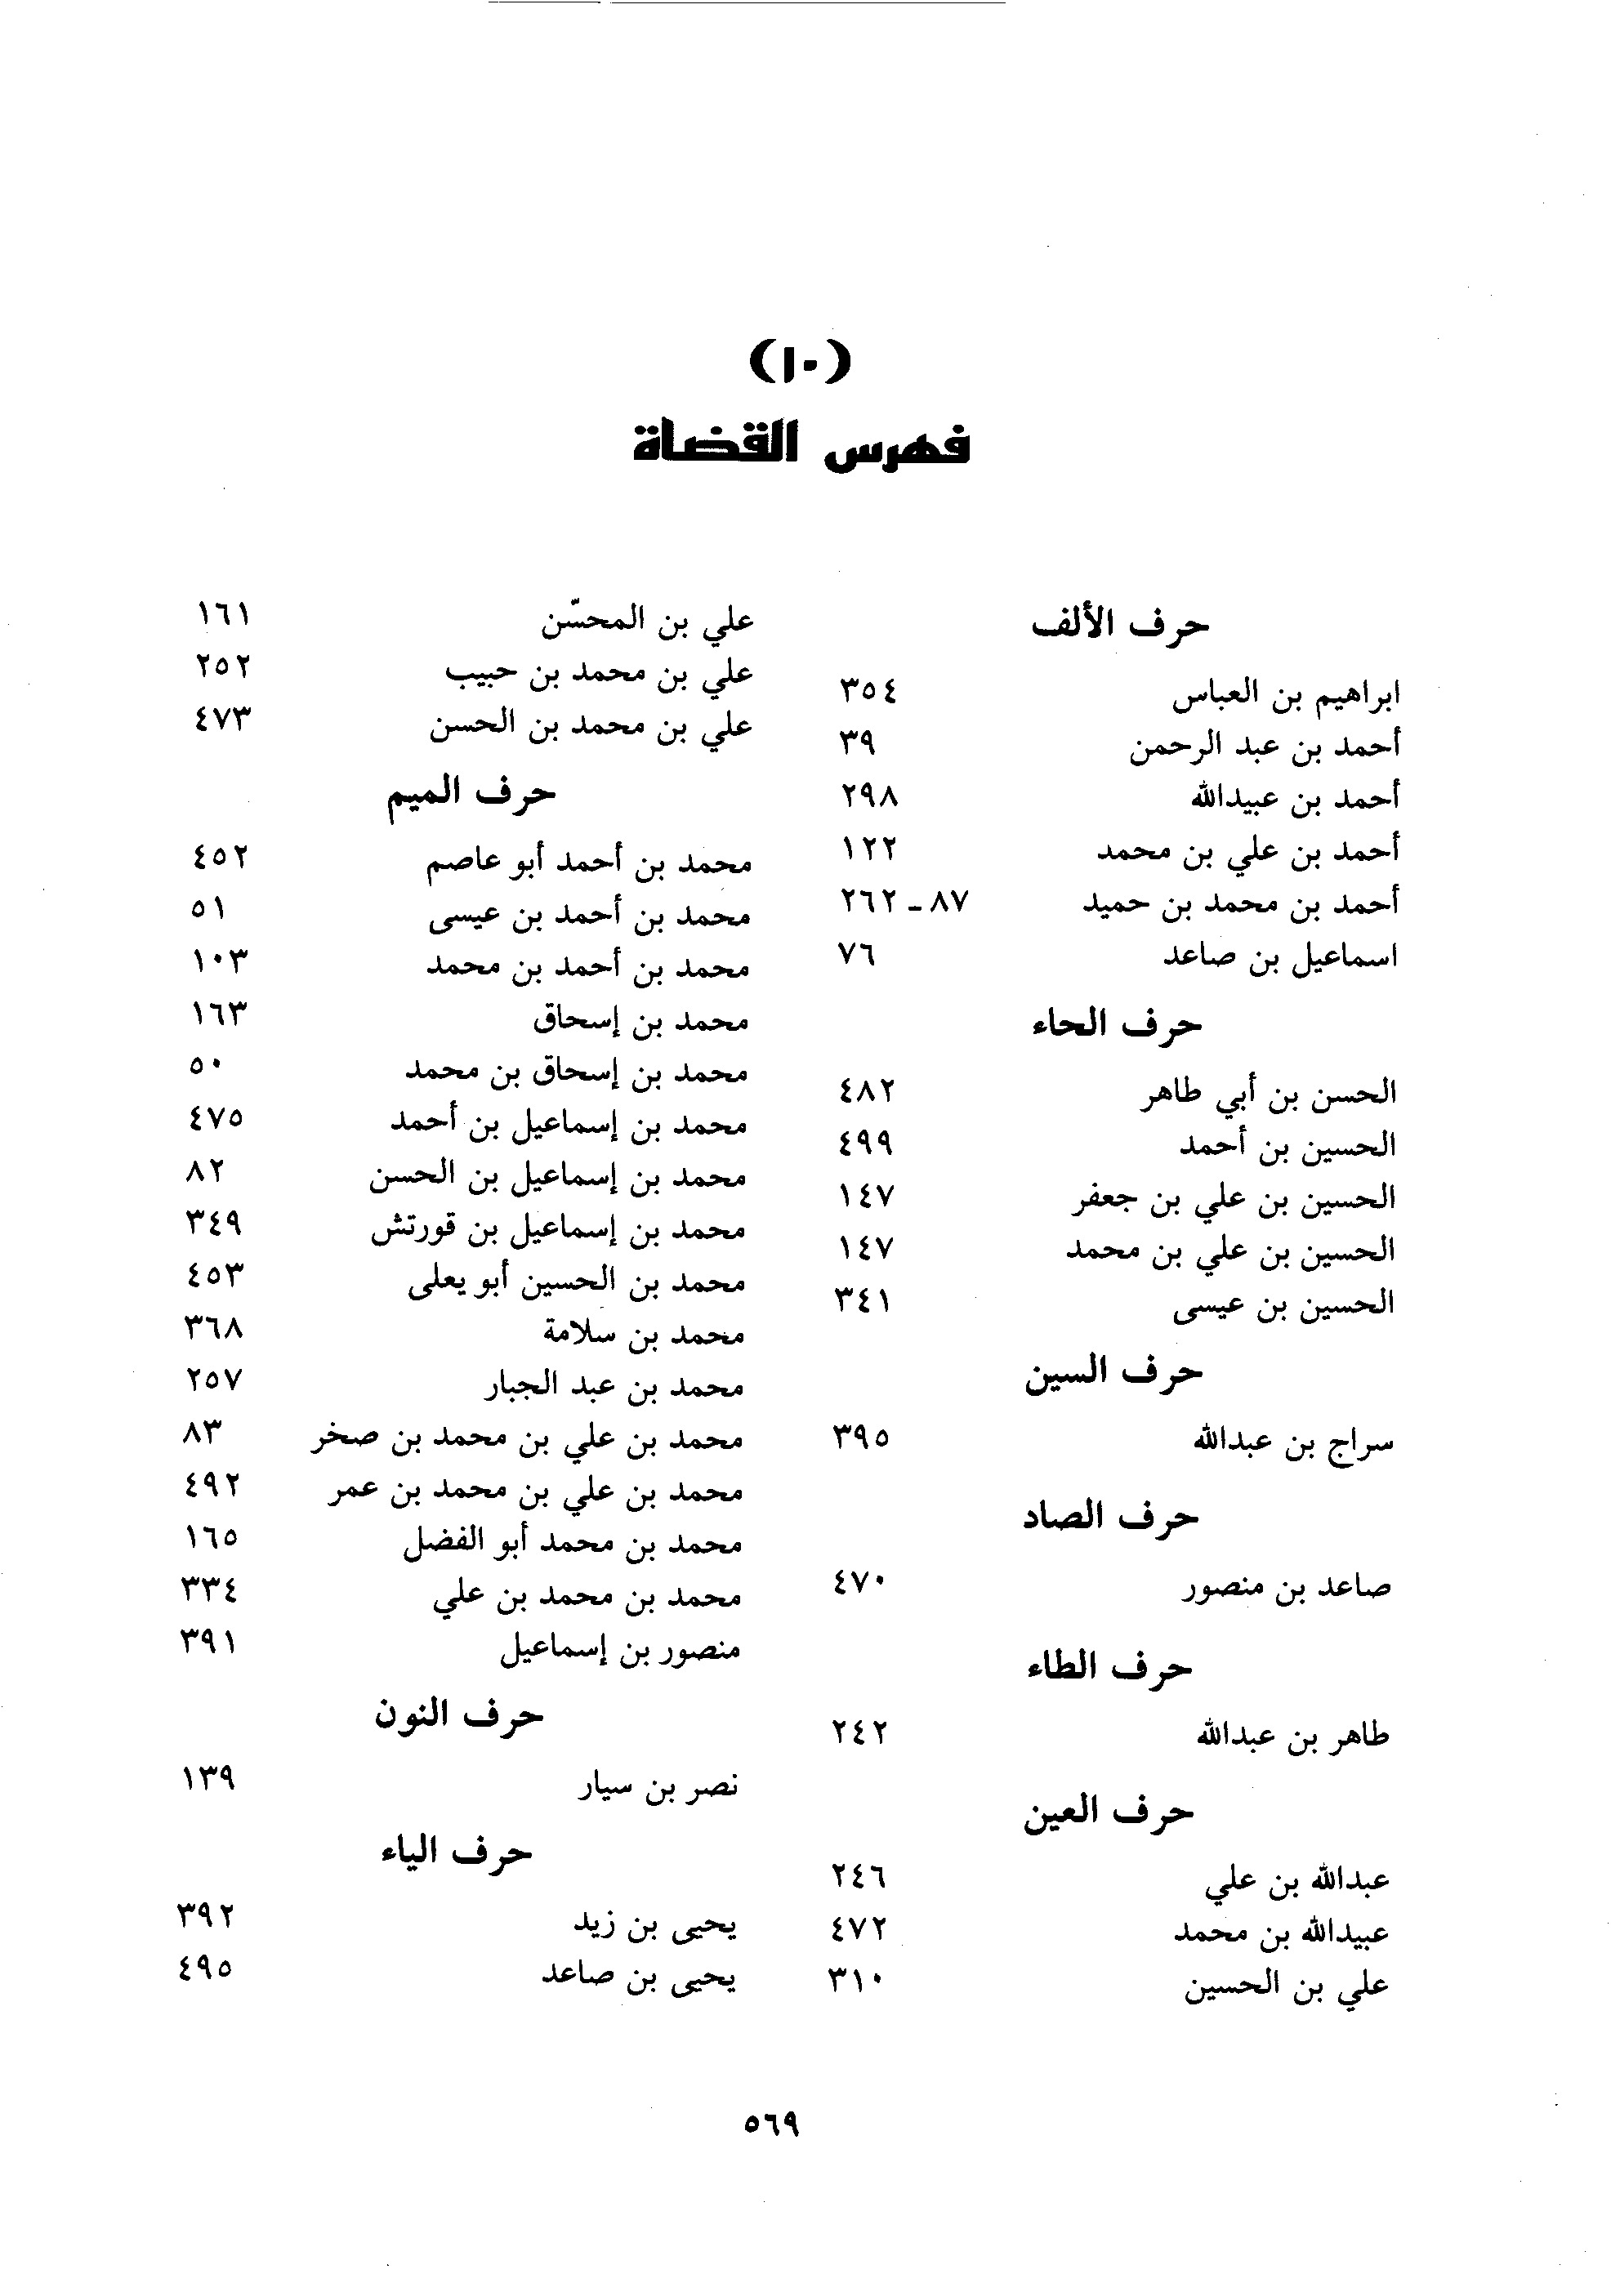 (١٠)
فهرس القضاة
حرف الألف
ابراهيم بن العباس ٣٥٤
أحمد بن عبد الرحمن ٣٩
أحمد بن عبيدالله ٢٩٨
أحمد بن علي بن محمد ١٢٢
أحمد بن محمد بن حميد ٨٧ - ٢٦٢
اسماعيل بن صاعد ٧٦
حرف الحاء
الحسن بن أبي طاهر ٤٨٢
الحسين بن أحمد ٤٩٩
الحسين بن علي بن جعفر ١٤٧
الحسين بن علي بن محمد ١٤٧
الحسين بن عيسى ٣٤١
حرف السين
سراج بن عبدالله ٣٩٥
حرف الصاد
صاعد بن منصور ٤٧٠
حرف الطاء
طاهر بن عبدالله ٢٤٢
حرف العين
عبدالله بن علي ٢٤٦
عبيدالله بن محمد ٤٧٢
علي بن الحسين ٣١٠
علي بن المحسّن ١٦١
علي بن محمد بن حبيب ٢٥٢
علي بن محمد بن الحسن ٤٧٣
حرف الميم
محمد بن أحمد أبو عاصم ٤٥٢
محمد بن أحمد بن عيسى ٥١
محمد بن أحمد بن محمد ١٠٣
محمد بن إسحاق ١٦٣
محمد بن إسحاق بن محمد ٥٠
محمد بن إسماعيل بن أحمد ٤٧٥
محمد بن إسماعيل بن الحسن ٨٢
محمد بن إسماعيل بن قورتش ٣٤٩
محمد بن الحسين أبو يعلى ٤٥٣
محمد بن سلامة ٣٦٨
محمد بن عبد الجبار ٢٥٧
محمد بن علي بن محمد بن صخر ٨٣
محمد بن علي بن محمد بن عمر ٤٩٢
محمد بن محمد أبو الفضل ١٦٥
محمد بن محمد بن علي ٣٣٤
منصور بن إسماعيل ٣٩١
حرف النون
نصر بن سيار ١٣٩
حرف الياء
يحيى بن زيد ٣٩٢
يحيى بن صاعد ٤٩٥
٥٦٩